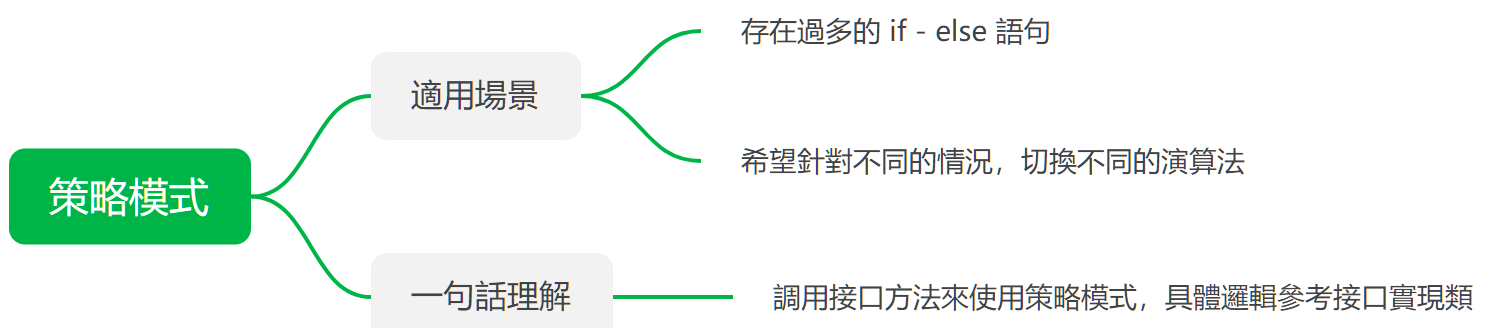 策略模式
適用場景
存在過多的 if - else 語句
希望針對不同的情況，切換不同的演算法
一句話理解
調用接口方法來使用策略模式，具體邏輯參考接口實現類